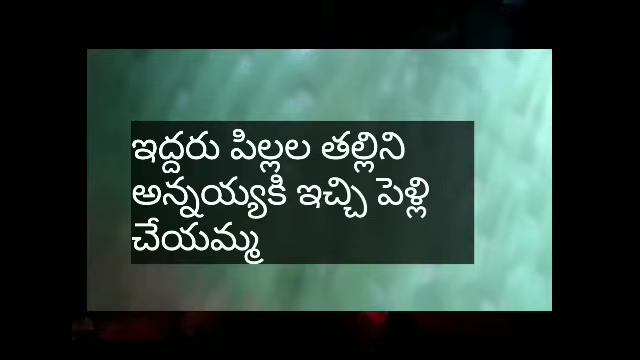 ఇద్దరు పిల్లల తల్లిని
అన్నయ్యకి ఇచ్చి పెళ్లి
చేయమ్మ